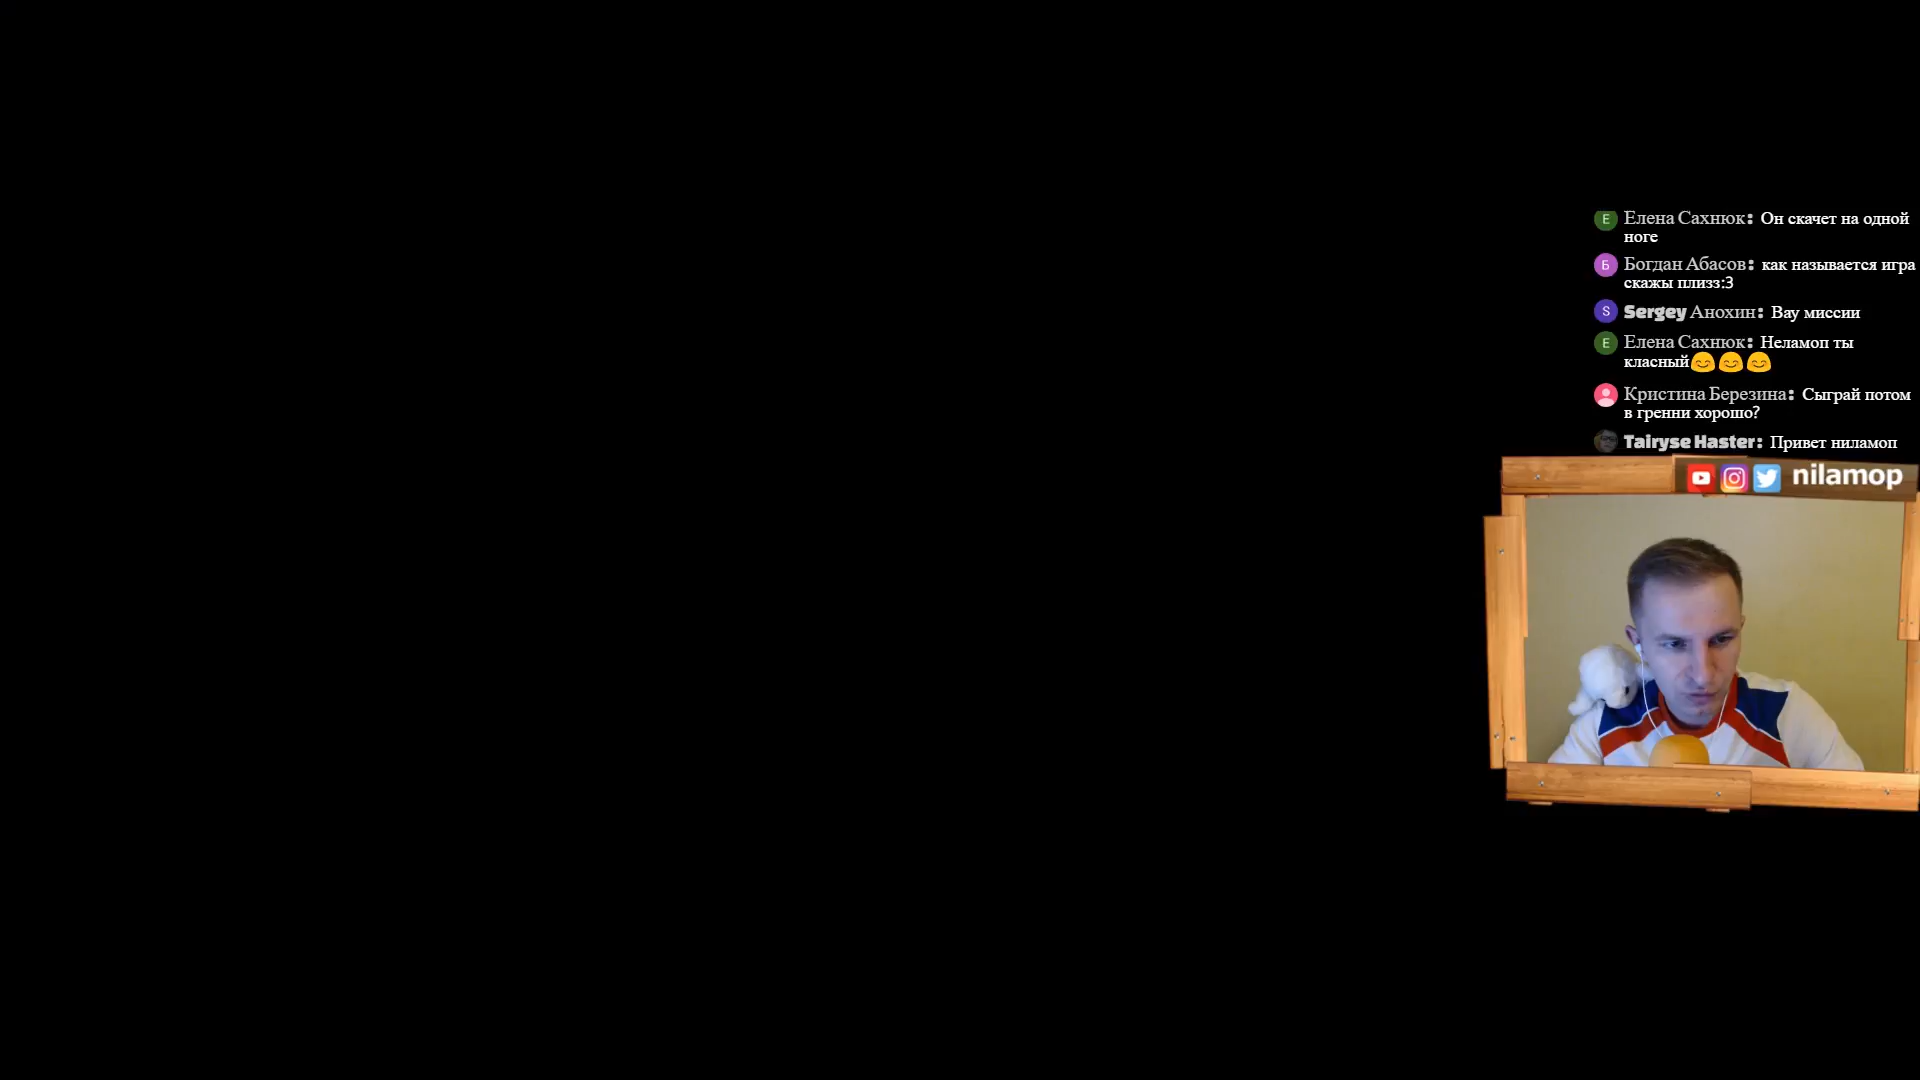 Е Елена Сахнюк: Он скачет на одной
ноге
Б Богдан Абасов: как называется игра
скажы плизз:3
S Sergey Анохин: Вау миссии
Е Елена Сахнюк: Неламоп ты
класный😊😊😊
Кристина Березина: Сыграй потом
в гренни хорошо?
Tairyse Haster: Привет ниламоп
nilamop